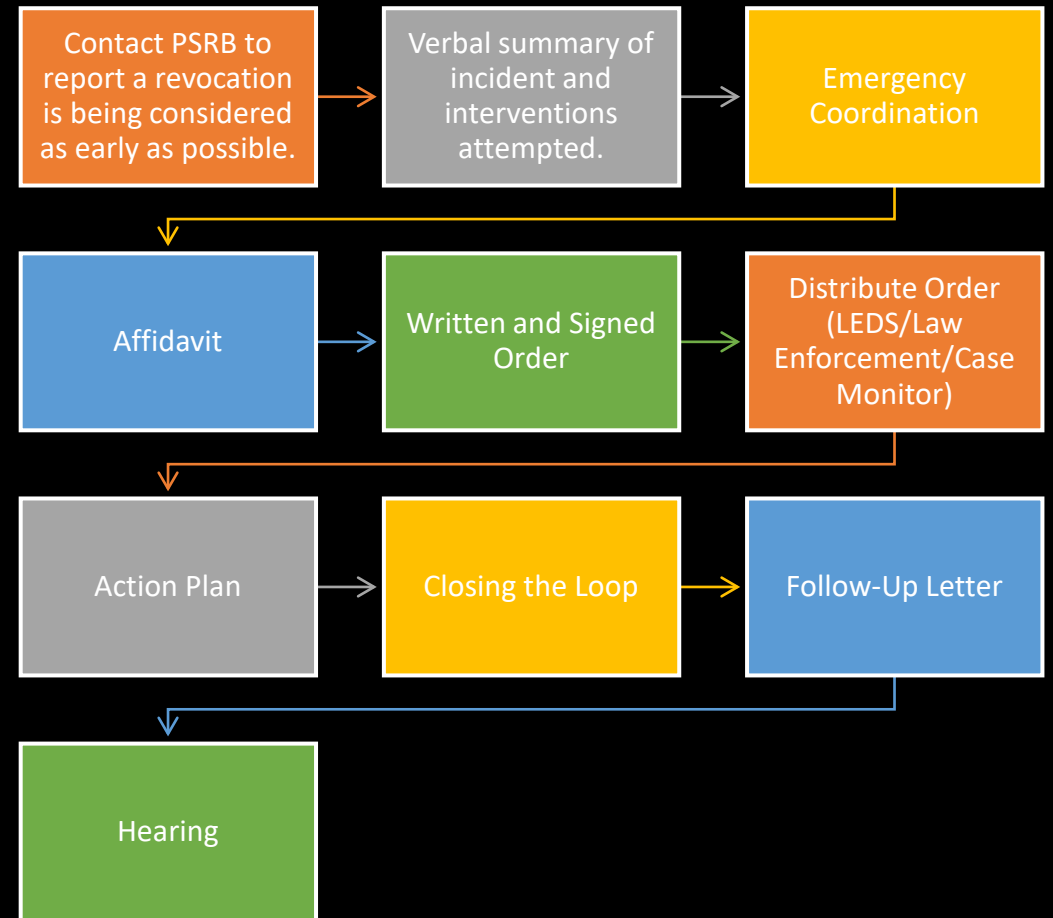 Contact PSRB to
report a revocation
is being considered
as early as possible.
Verbal summary of
incident and
interventions
attempted.
Emergency
Coordination
Affidavit
Written and Signed
Order
Distribute Order
(LEDS/Law
Enforcement/Case
Monitor)
Action Plan
Closing the Loop
Follow-Up Letter
Hearing